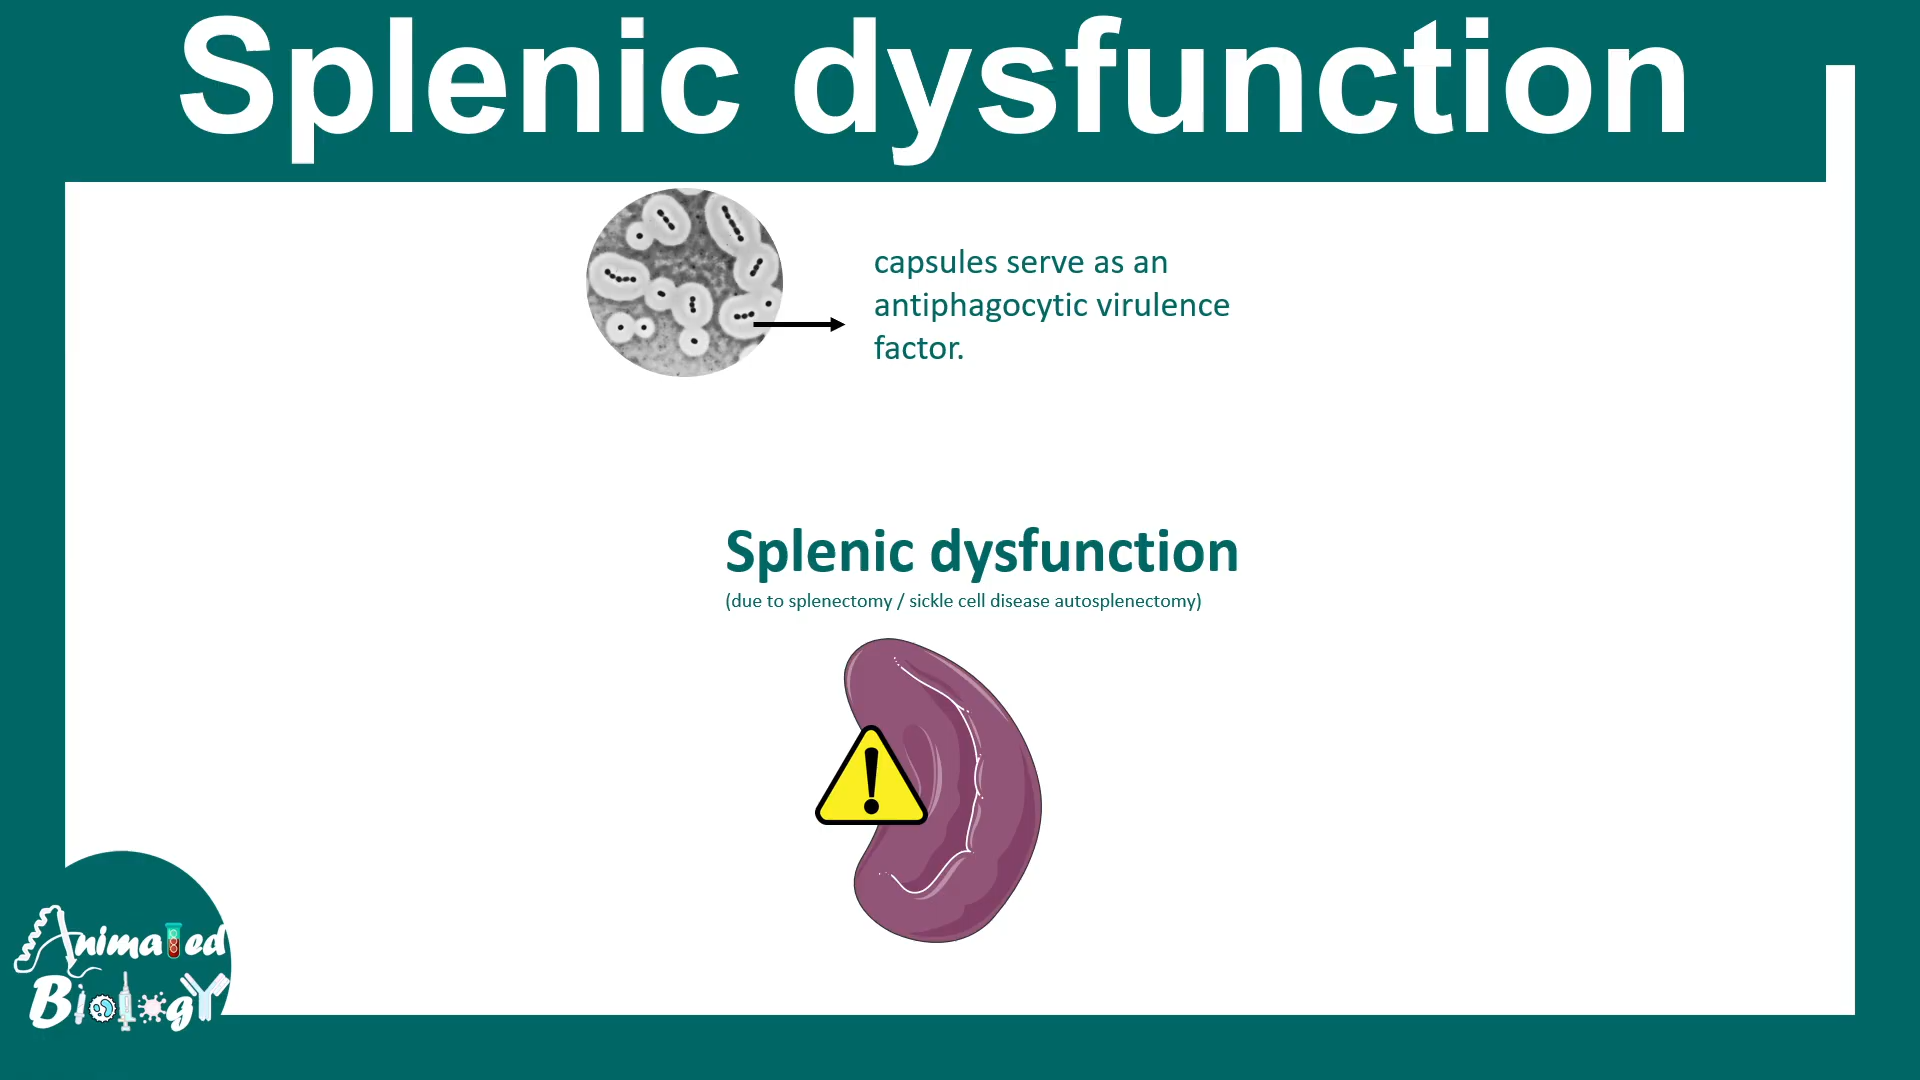 Splenic dysfunction
capsules serve as an
antiphagocytic virulence
factor.
Splenic dysfunction
(due to splenectomy / sickle cell disease autosplenectomy)
Animated
Biology